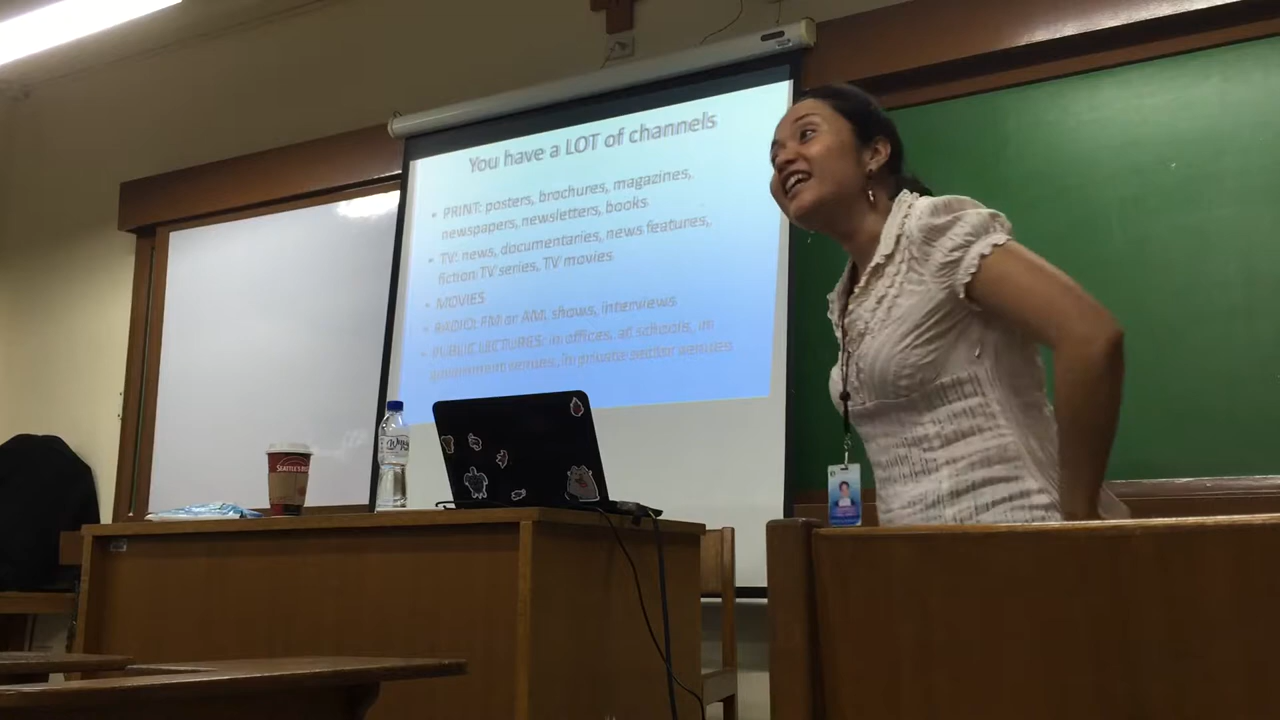 You have a LOT of channels
• PRINT: posters, brochures, magazines,
newspapers, newsletters, books
• TV: news, documentaries, news features,
fiction TV series, TV movies
• MOVIES
• RADIO: FM or AM, shows, interviews
• PUBLIC LECTURES: in offices, at schools, in
government venues, in private sector venues
SEATTLE'S BEST